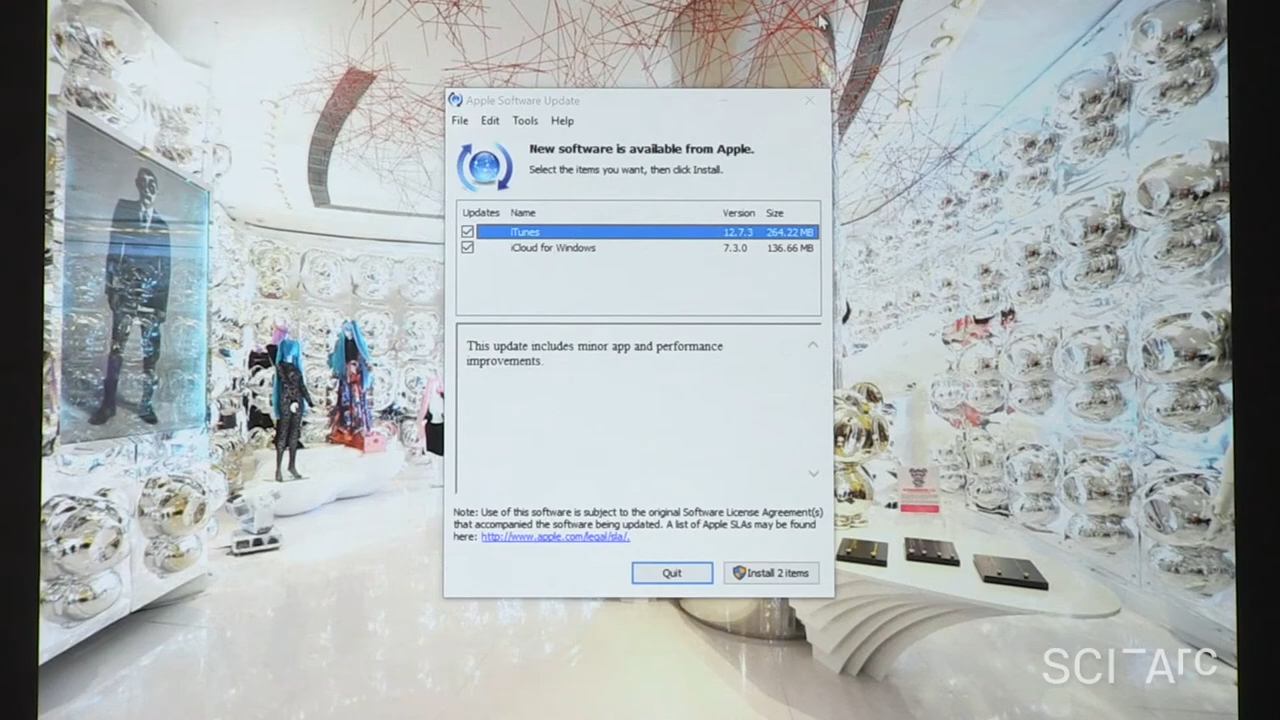 Apple Software Update
File Edit Tools Help
New software is available from Apple.
Select the items you want, then click Install.
Updates Name Version Size
iTunes 12.7.3 264.22 MB
iCloud for Windows 7.3.0 136.66 MB
This update includes minor app and performance
improvements.
Note: Use of this software is subject to the original Software License Agreement(s)
that accompanied the software being updated. A list of Apple SLAs may be found
here: http://www.apple.com/legal/sla/.
Quit Install 2 items
SCI-Arc